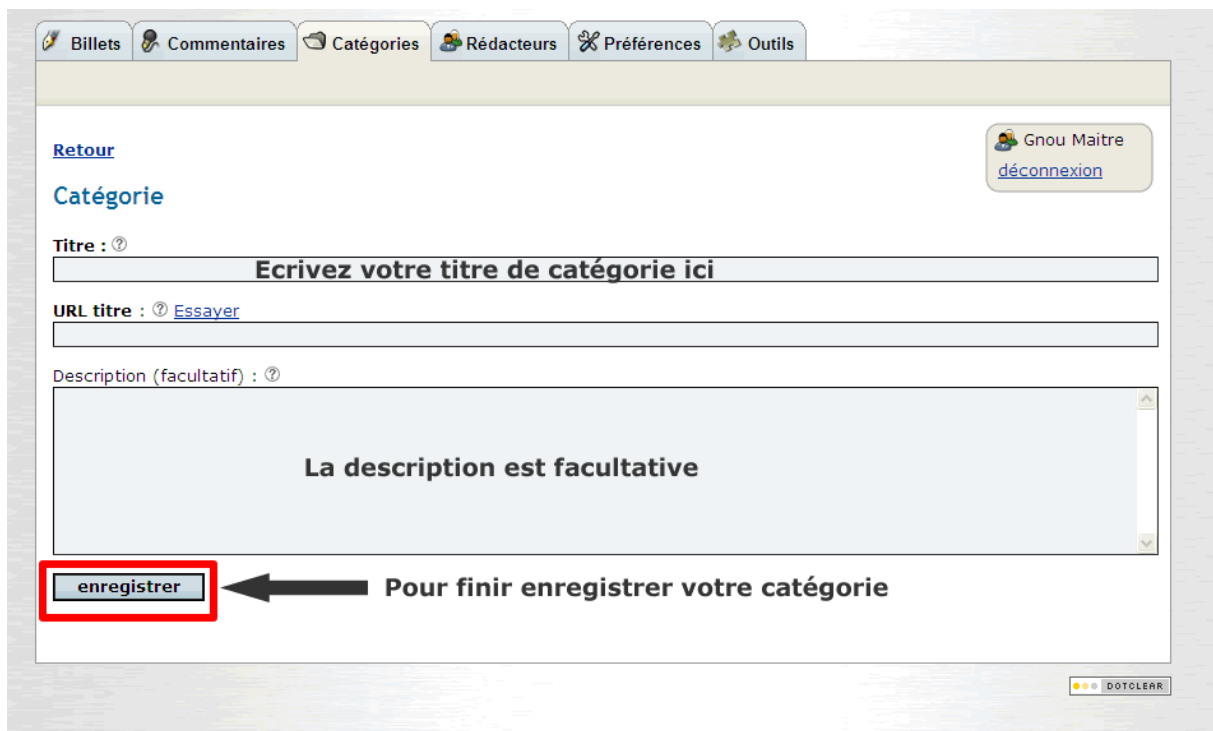 Billets Commentaires Catégories Rédacteurs Préférences Outils
Retour
Gnou Maitre
déconnexion
Catégorie
Titre : ?
Ecrivez votre titre de catégorie ici
URL titre : ? Essayer
Description (facultatif) : ?
La description est facultative
enregistrer Pour finir enregistrer votre catégorie
DOTCLEAR